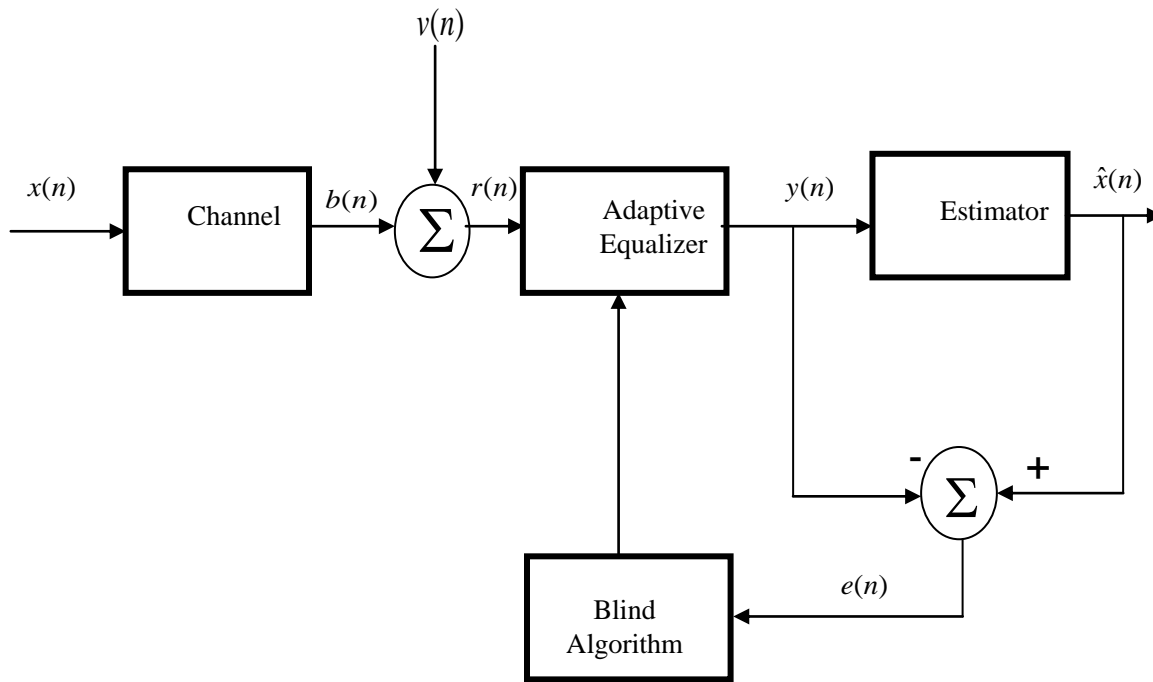 v(n)
x(n)
Channel
b(n)
Σ
r(n)
Adaptive
Equalizer
y(n)
Estimator
x̂(n)
-
+
Σ
e(n)
Blind
Algorithm